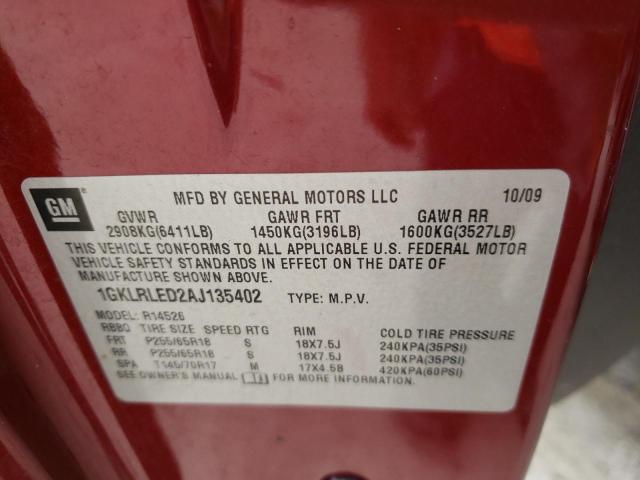 GM
MFD BY GENERAL MOTORS LLC 10/09
GVWR GAWR FRT GAWR RR
2908KG(6411LB) 1450KG(3196LB) 1600KG(3527LB)
THIS VEHICLE CONFORMS TO ALL APPLICABLE U.S. FEDERAL MOTOR
VEHICLE SAFETY STANDARDS IN EFFECT ON THE DATE OF
MANUFACTURE SHOWN ABOVE.
1GKLRLED2AJ135402 TYPE: M.P.V.
MODEL: R14526
RBBQ TIRE SIZE SPEED RTG RIM COLD TIRE PRESSURE
FRT P255/65R18 S 18X7.5J 240KPA(35PSI)
RR P255/65R18 S 18X7.5J 240KPA(35PSI)
SPA T145/70R17 M 17X4.5B 420KPA(60PSI)
SEE OWNER'S MANUAL FOR MORE INFORMATION.